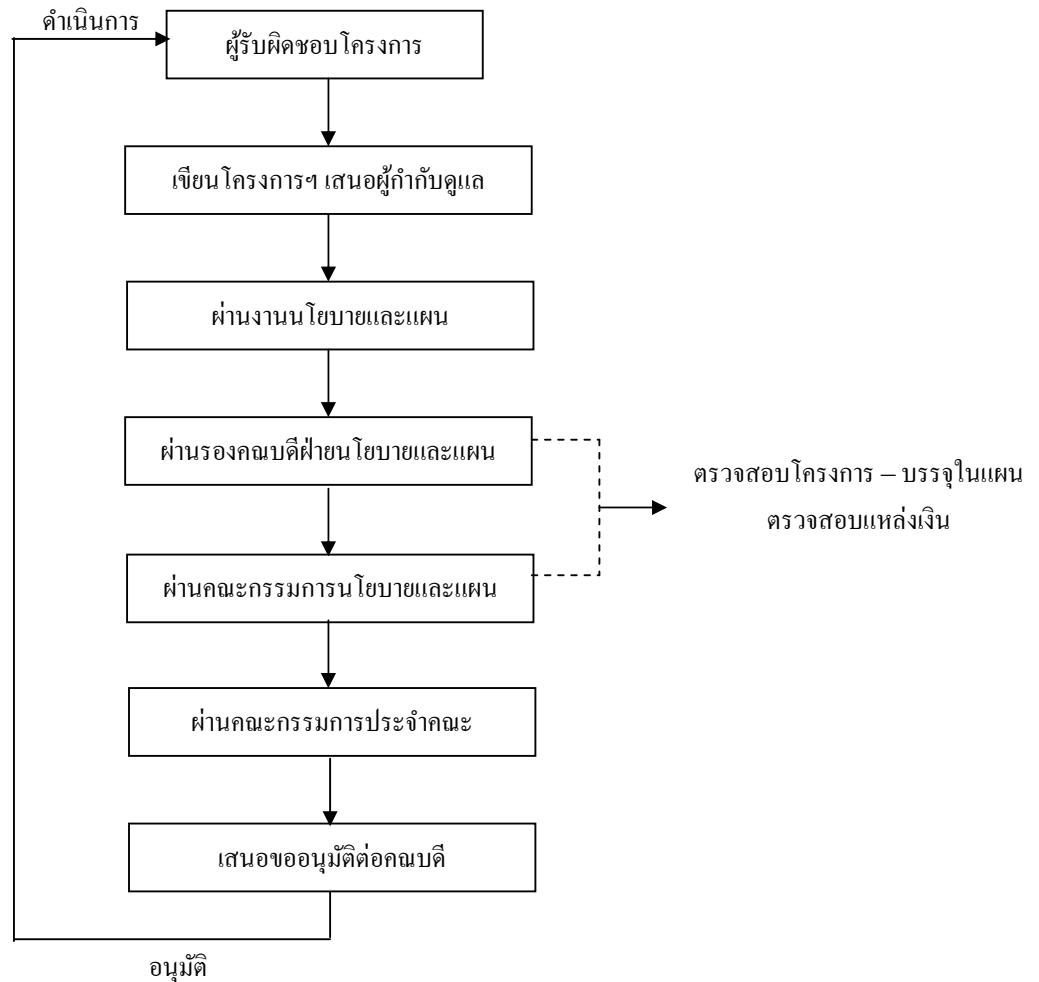 ดำเนินการ
ผู้รับผิดชอบโครงการ
เขียนโครงการฯ เสนอผู้กำกับดูแล
ผ่านงานนโยบายและแผน
ผ่านรองคณบดีฝ่ายนโยบายและแผน
ตรวจสอบโครงการ – บรรจุในแผน
ตรวจสอบแหล่งเงิน
ผ่านคณะกรรมการนโยบายและแผน
ผ่านคณะกรรมการประจำคณะ
เสนอขออนุมัติต่อคณบดี
อนุมัติ